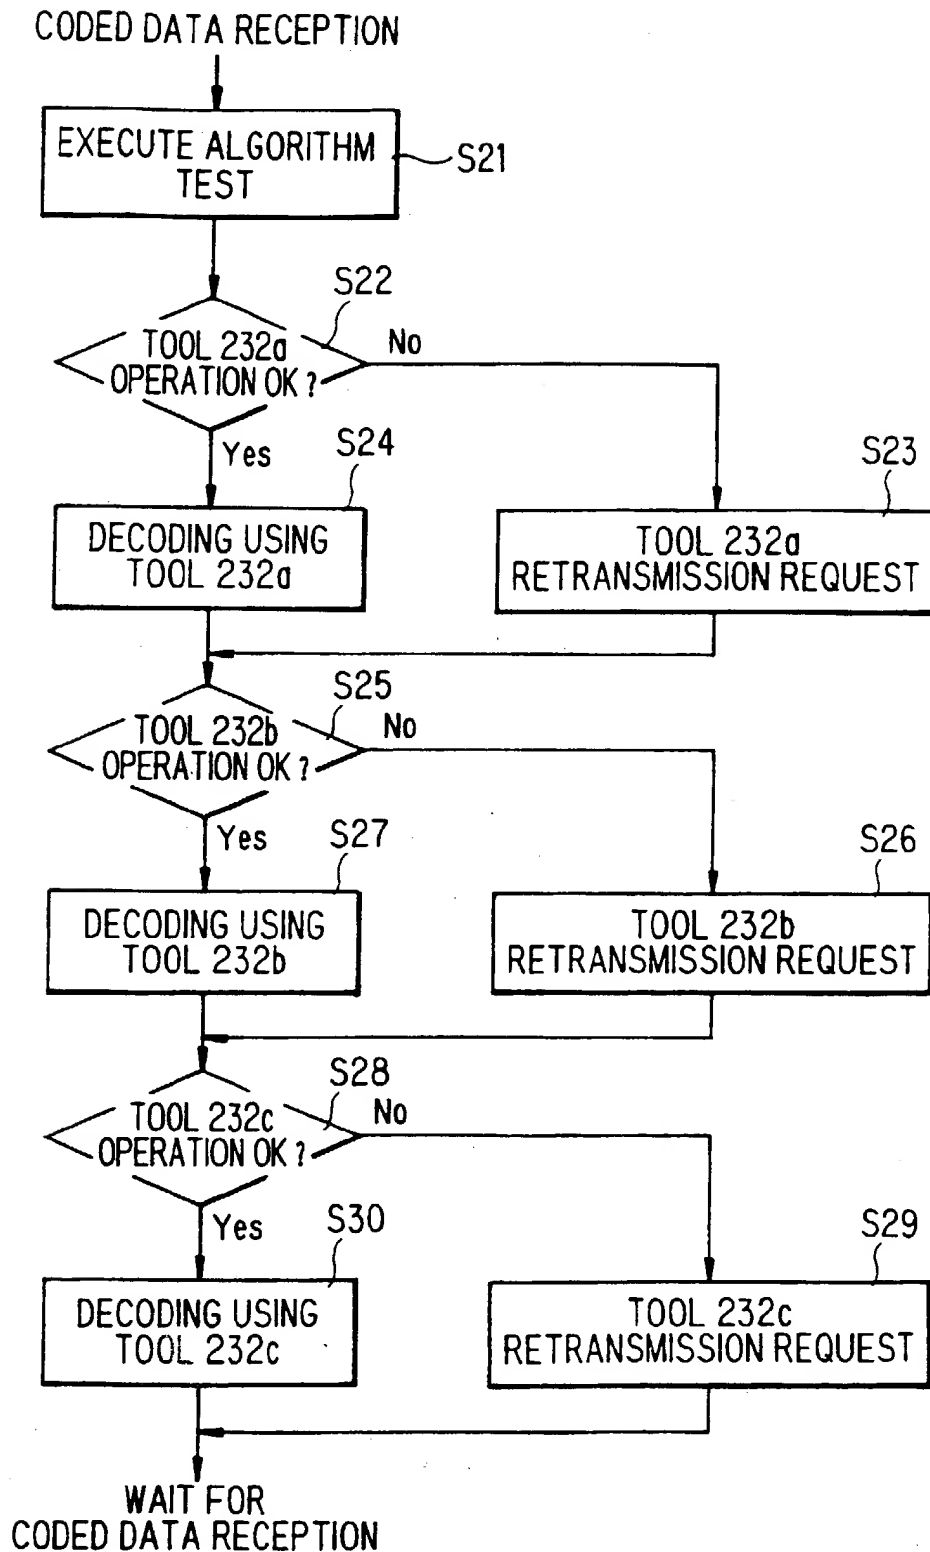 CODED DATA RECEPTION
EXECUTE ALGORITHM
TEST
S21
S22
TOOL 232a
OPERATION OK ?
No
Yes
S24
S23
DECODING USING
TOOL 232a
TOOL 232a
RETRANSMISSION REQUEST
S25
TOOL 232b
OPERATION OK ?
No
Yes
S27
S26
DECODING USING
TOOL 232b
TOOL 232b
RETRANSMISSION REQUEST
S28
TOOL 232c
OPERATION OK ?
No
Yes
S30
S29
DECODING USING
TOOL 232c
TOOL 232c
RETRANSMISSION REQUEST
WAIT FOR
CODED DATA RECEPTION